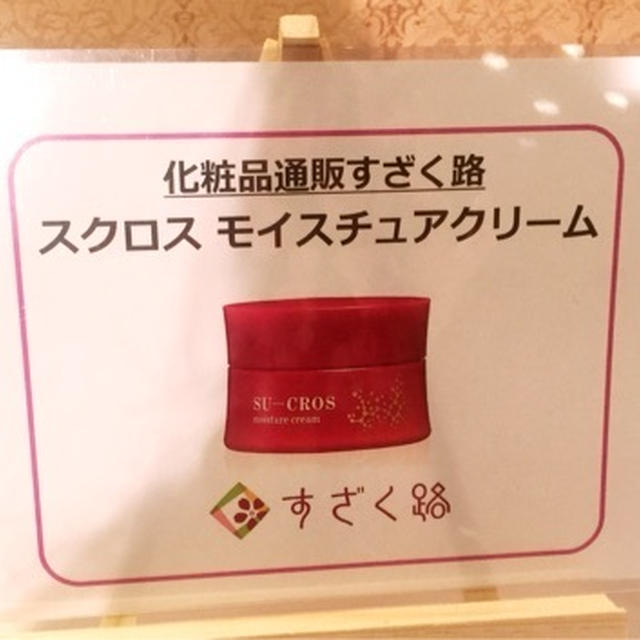 化粧品通販すざく路
スクロス モイスチュアクリーム
SU-CROS
moisture cream
すざく路